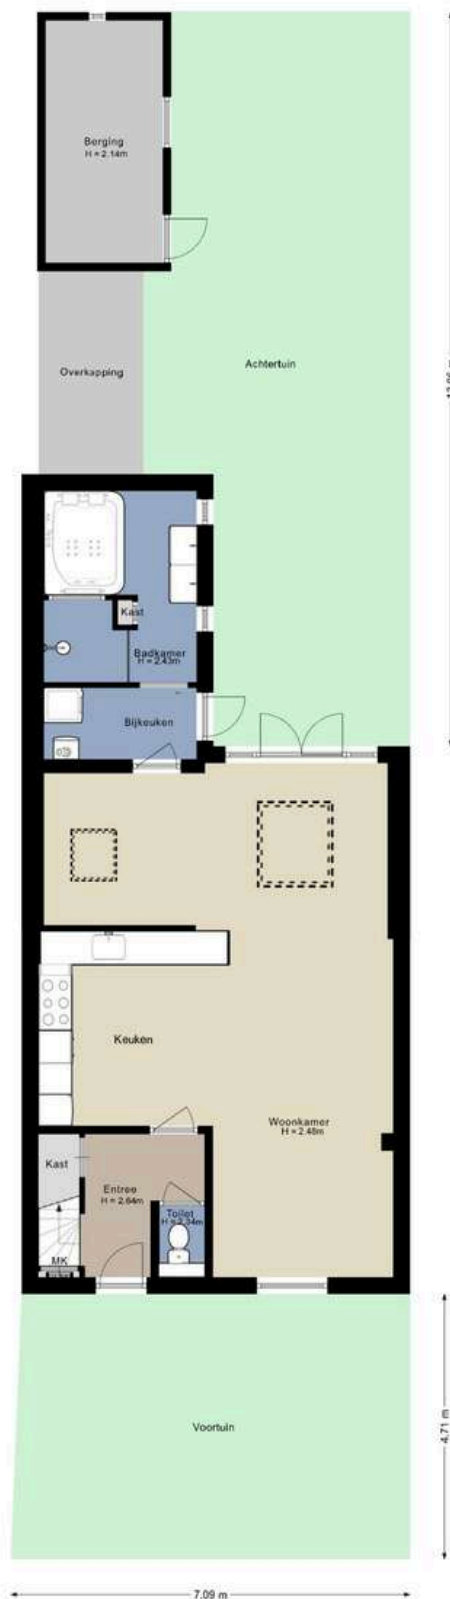 Berging
H = 2.14m
Overkapping
Achtertuin
Kast
Badkamer
H = 2.43m
Bijkeuken
Keuken
Woonkamer
H = 2.48m
Kast
Entree
H = 2.64m
Toilet
H = 2.34m
MK
4.71 m
Voortuin
7.09 m